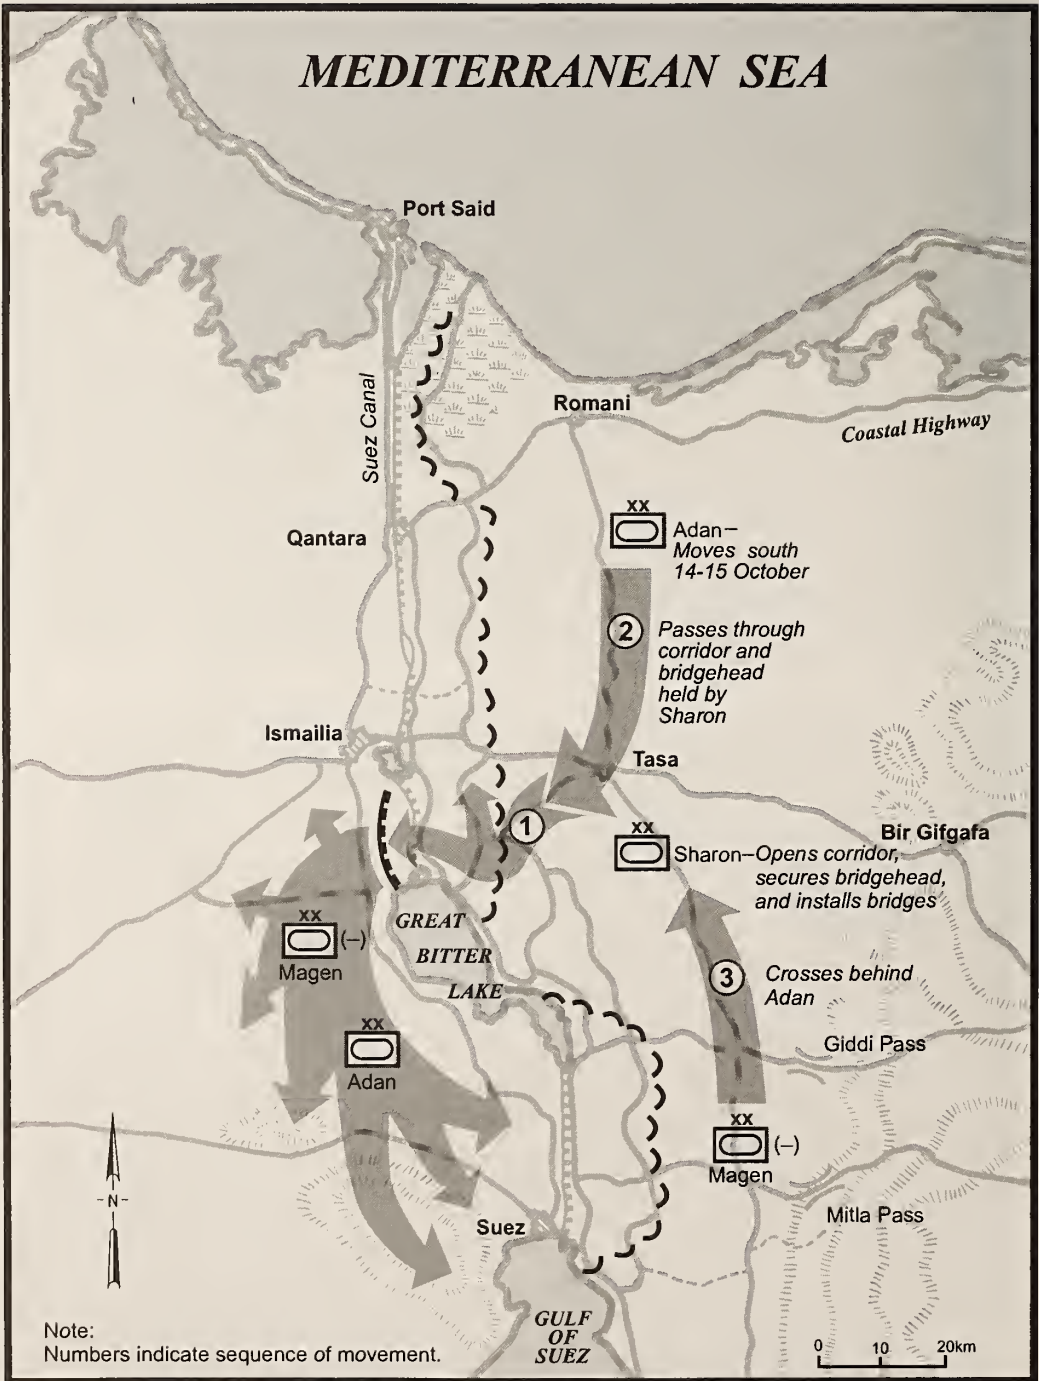 MEDITERRANEAN SEA
Port Said
Suez Canal
Romani
Coastal Highway
Qantara
xx
Adan–
Moves south
14-15 October
2
Passes through
corridor and
bridgehead
held by
Sharon
Ismailia
Tasa
1
xx
Sharon–Opens corridor,
secures bridgehead,
and installs bridges
Bir Gifgafa
xx
(–)
Magen
GREAT
BITTER
LAKE
3
Crosses behind
Adan
xx
Adan
Giddi Pass
xx
(–)
Magen
Mitla Pass
-N-
Suez
GULF
OF
SUEZ
Note:
Numbers indicate sequence of movement.
0 10 20km